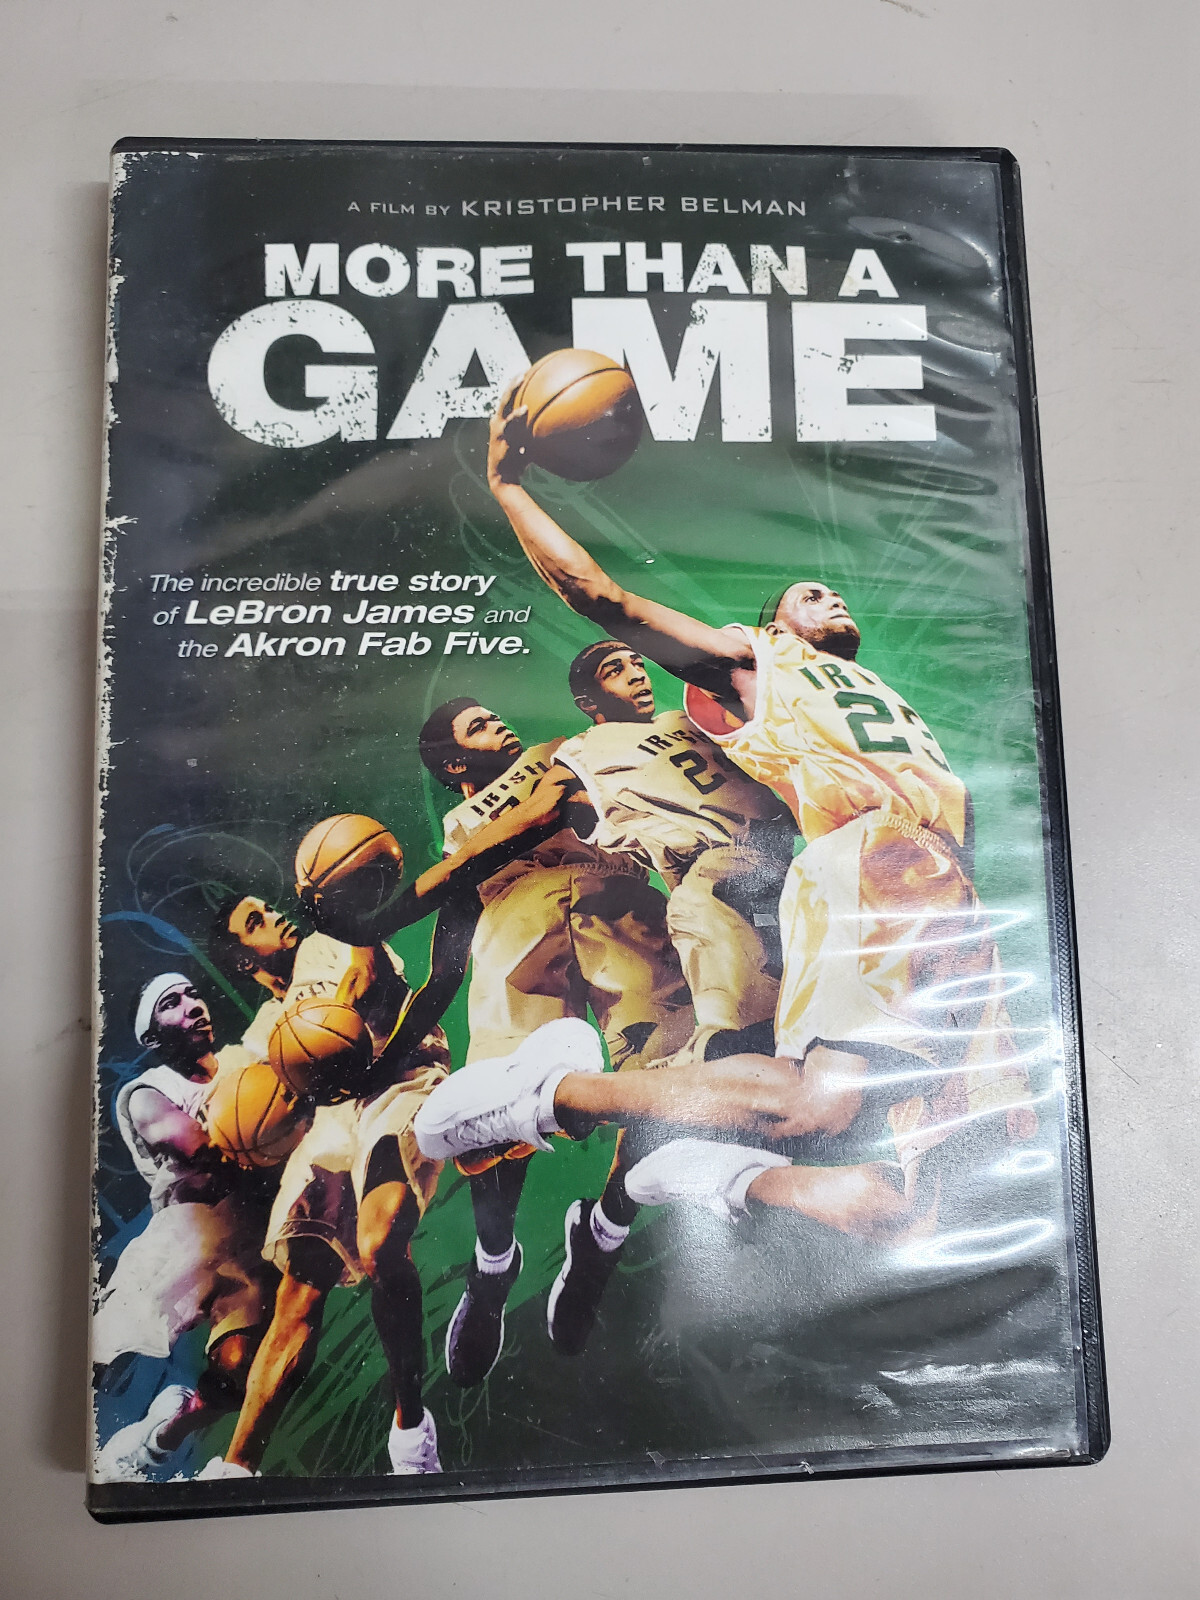 A FILM BY KRISTOPHER BELMAN
MORE THAN A
GAME
The incredible true story
of LeBron James and
the Akron Fab Five.
IRISH
IRISH
2
23